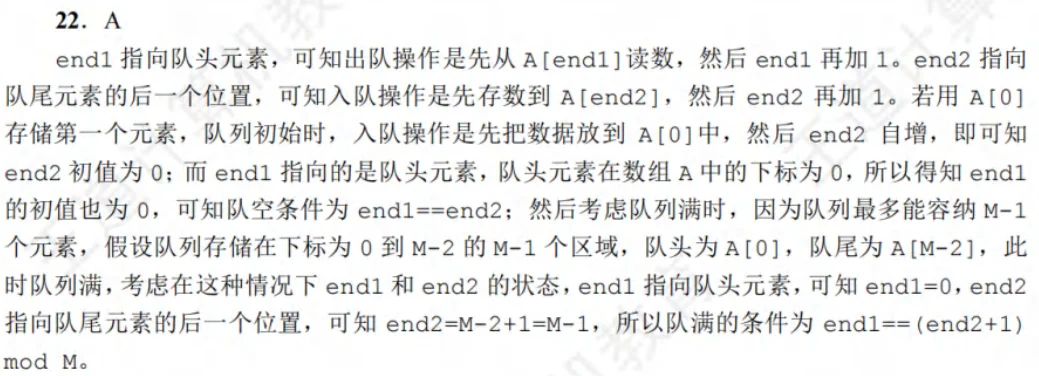 22．A
end1 指向队头元素，可知出队操作是先从 A[end1]读数，然后 end1 再加 1。end2 指向
队尾元素的后一个位置，可知入队操作是先存数到 A[end2]，然后 end2 再加 1。若用 A[0]
存储第一个元素，队列初始时，入队操作是先把数据放到 A[0]中，然后 end2 自增，即可知
end2 初值为 0；而 end1 指向的是队头元素，队头元素在数组 A 中的下标为 0，所以得知 end1
的初值也为 0，可知队空条件为 end1==end2；然后考虑队列满时，因为队列最多能容纳 M-1
个元素，假设队列存储在下标为 0 到 M-2 的 M-1 个区域，队头为 A[0]，队尾为 A[M-2]，此
时队列满，考虑在这种情况下 end1 和 end2 的状态，end1 指向队头元素，可知 end1=0，end2
指向队尾元素的后一个位置，可知 end2=M-2+1=M-1，所以队满的条件为 end1==(end2+1)
mod M。